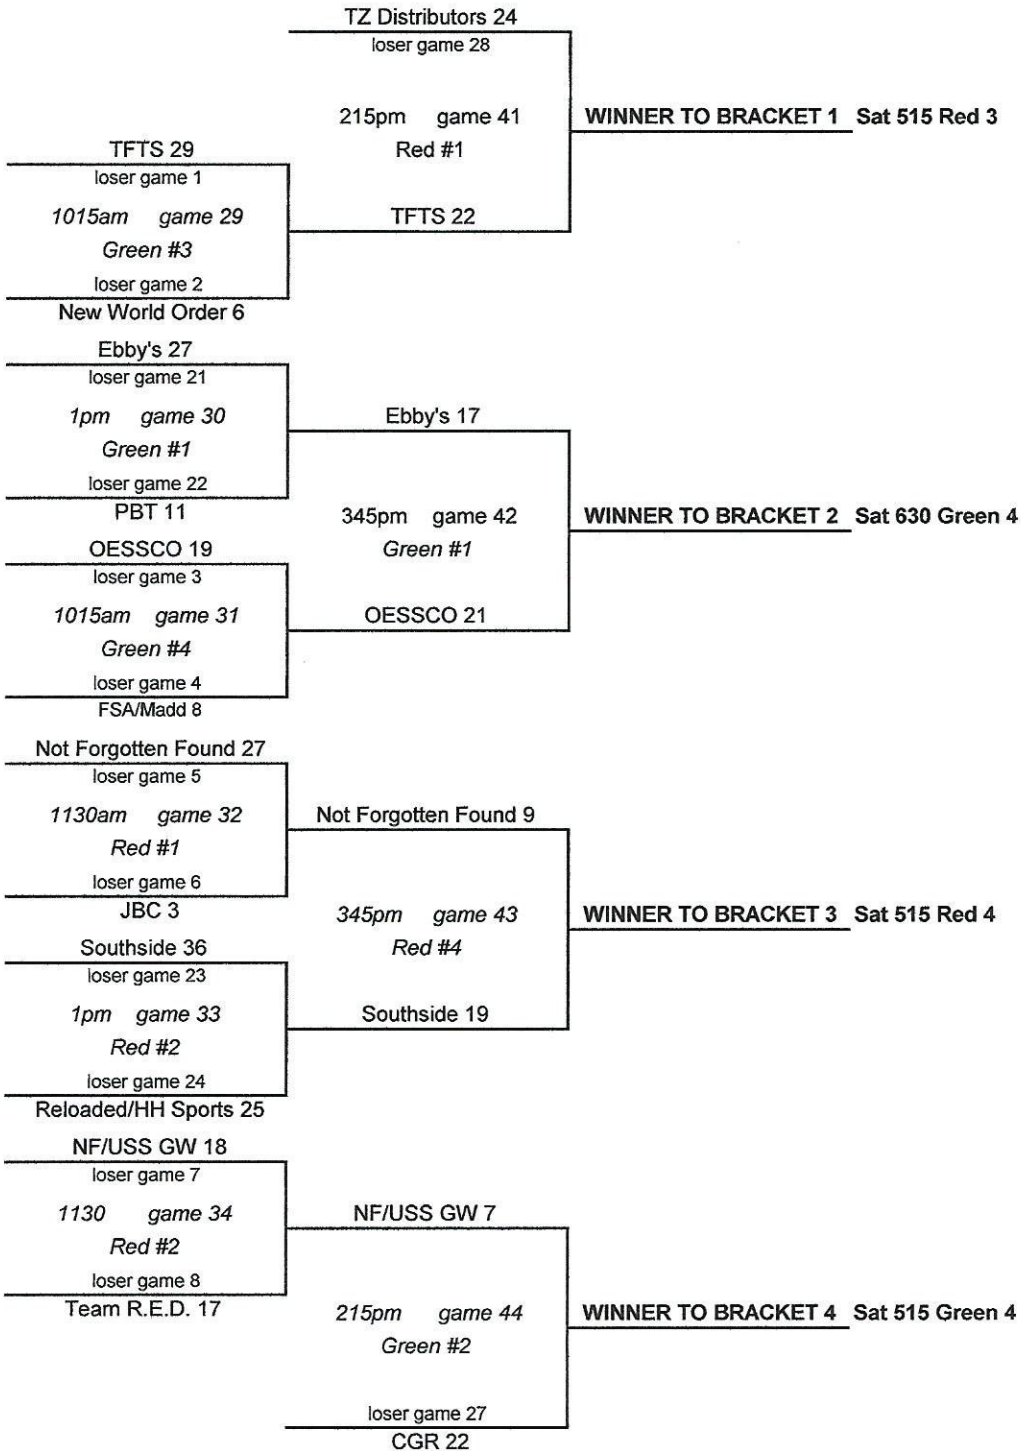 TZ Distributors 24
loser game 28
215pm game 41
Red #1
WINNER TO BRACKET 1 Sat 515 Red 3
TFTS 29
loser game 1
1015am game 29
Green #3
loser game 2
New World Order 6
TFTS 22
Ebby's 27
loser game 21
1pm game 30
Green #1
loser game 22
PBT 11
Ebby's 17
345pm game 42
Green #1
WINNER TO BRACKET 2 Sat 630 Green 4
OESSCO 19
loser game 3
1015am game 31
Green #4
loser game 4
FSA/Madd 8
OESSCO 21
Not Forgotten Found 27
loser game 5
1130am game 32
Red #1
loser game 6
JBC 3
Not Forgotten Found 9
345pm game 43
Red #4
WINNER TO BRACKET 3 Sat 515 Red 4
Southside 36
loser game 23
1pm game 33
Red #2
loser game 24
Reloaded/HH Sports 25
Southside 19
NF/USS GW 18
loser game 7
1130 game 34
Red #2
loser game 8
Team R.E.D. 17
NF/USS GW 7
215pm game 44
Green #2
WINNER TO BRACKET 4 Sat 515 Green 4
loser game 27
CGR 22